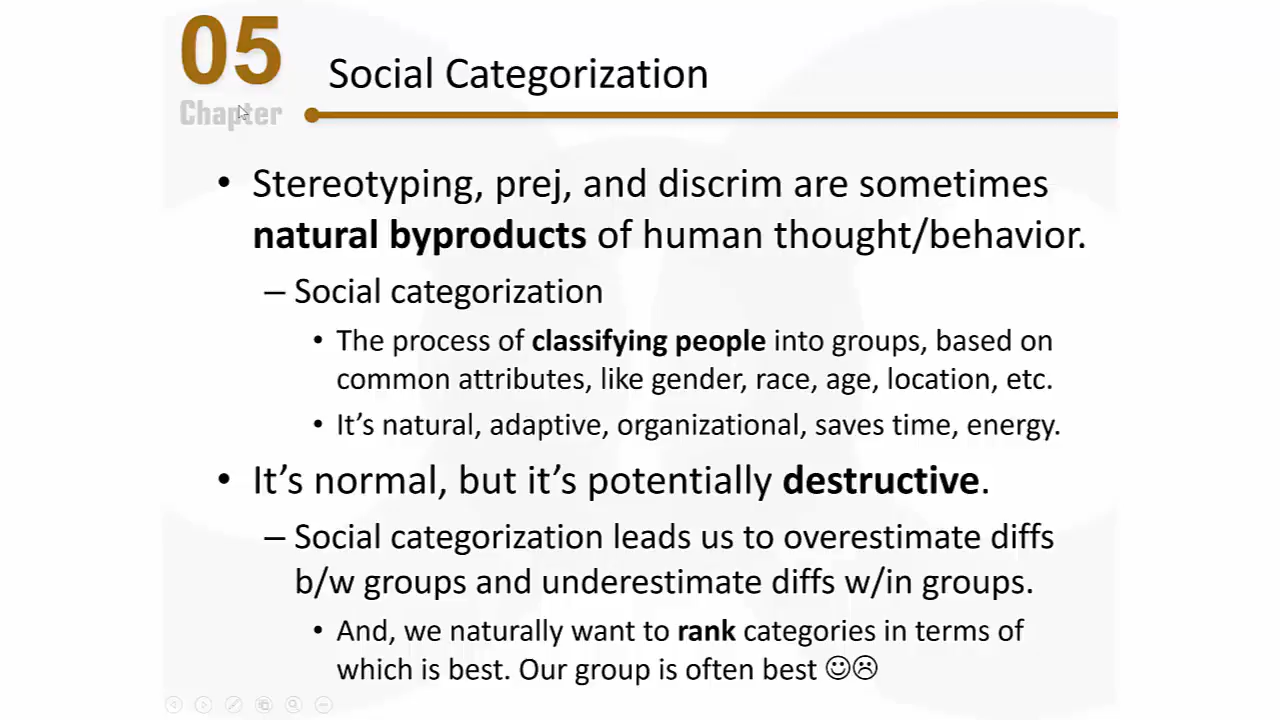 05
Chapter
Social Categorization
• Stereotyping, prej, and discrim are sometimes
natural byproducts of human thought/behavior.
– Social categorization
• The process of classifying people into groups, based on
common attributes, like gender, race, age, location, etc.
• It’s natural, adaptive, organizational, saves time, energy.
• It’s normal, but it’s potentially destructive.
– Social categorization leads us to overestimate diffs
b/w groups and underestimate diffs w/in groups.
• And, we naturally want to rank categories in terms of
which is best. Our group is often best ☺☹